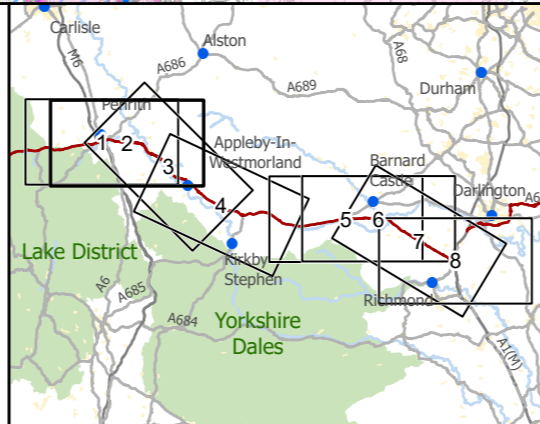 Carlisle
M6
A686
Alston
A68
A689
Durham
Penrith
1
2
3
Appleby-In-
Westmorland
Barnard
Castle
Darlington
A6
4
5
6
7
8
Lake District
Kirkby
Stephen
Richmond
A6
A685
A684
Yorkshire
Dales
A1(M)